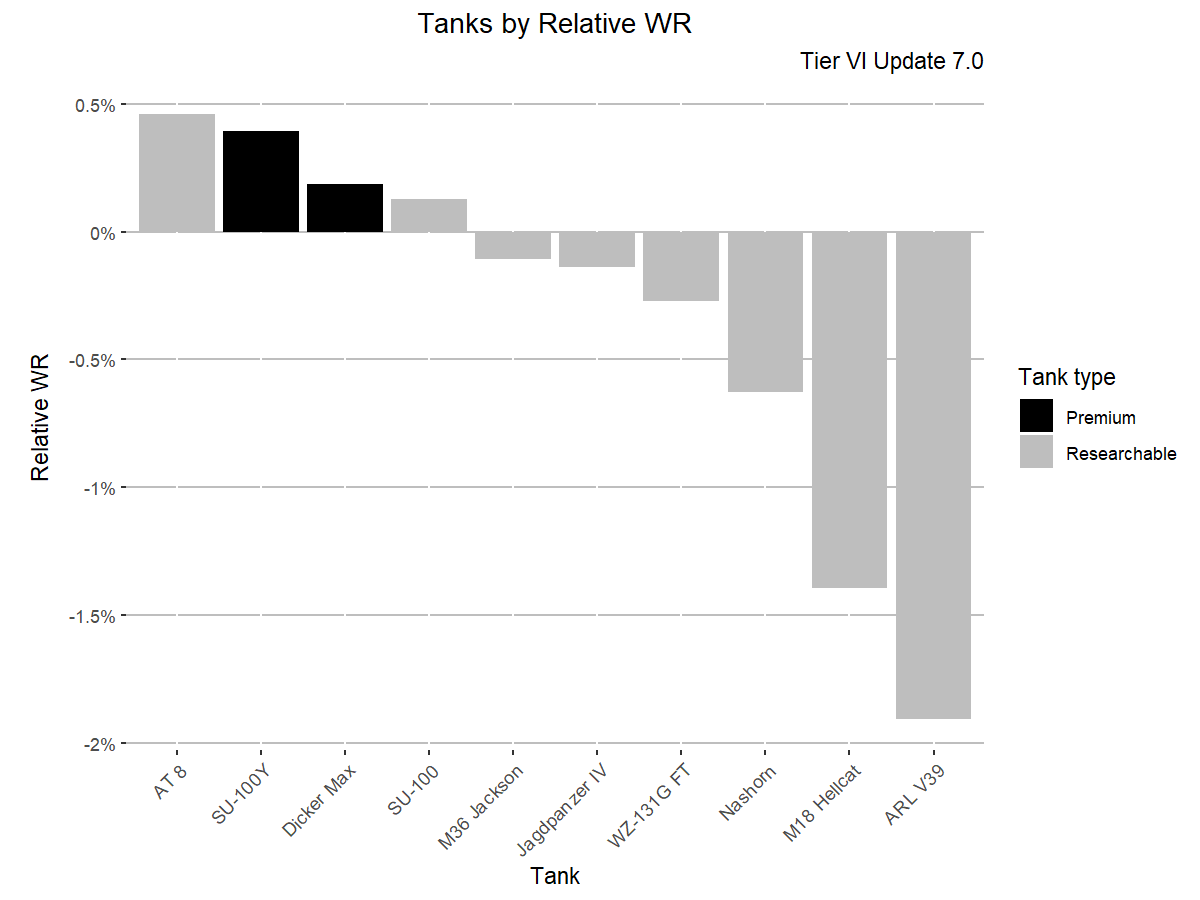 Tanks by Relative WR
Tier VI Update 7.0
0.5%
0%
-0.5%
-1%
-1.5%
-2%
Relative WR
AT 8
SU-100Y
Dicker Max
SU-100
M36 Jackson
Jagdpanzer IV
WZ-131G FT
Nashorn
M18 Hellcat
ARL V39
Tank
Tank type
Premium
Researchable